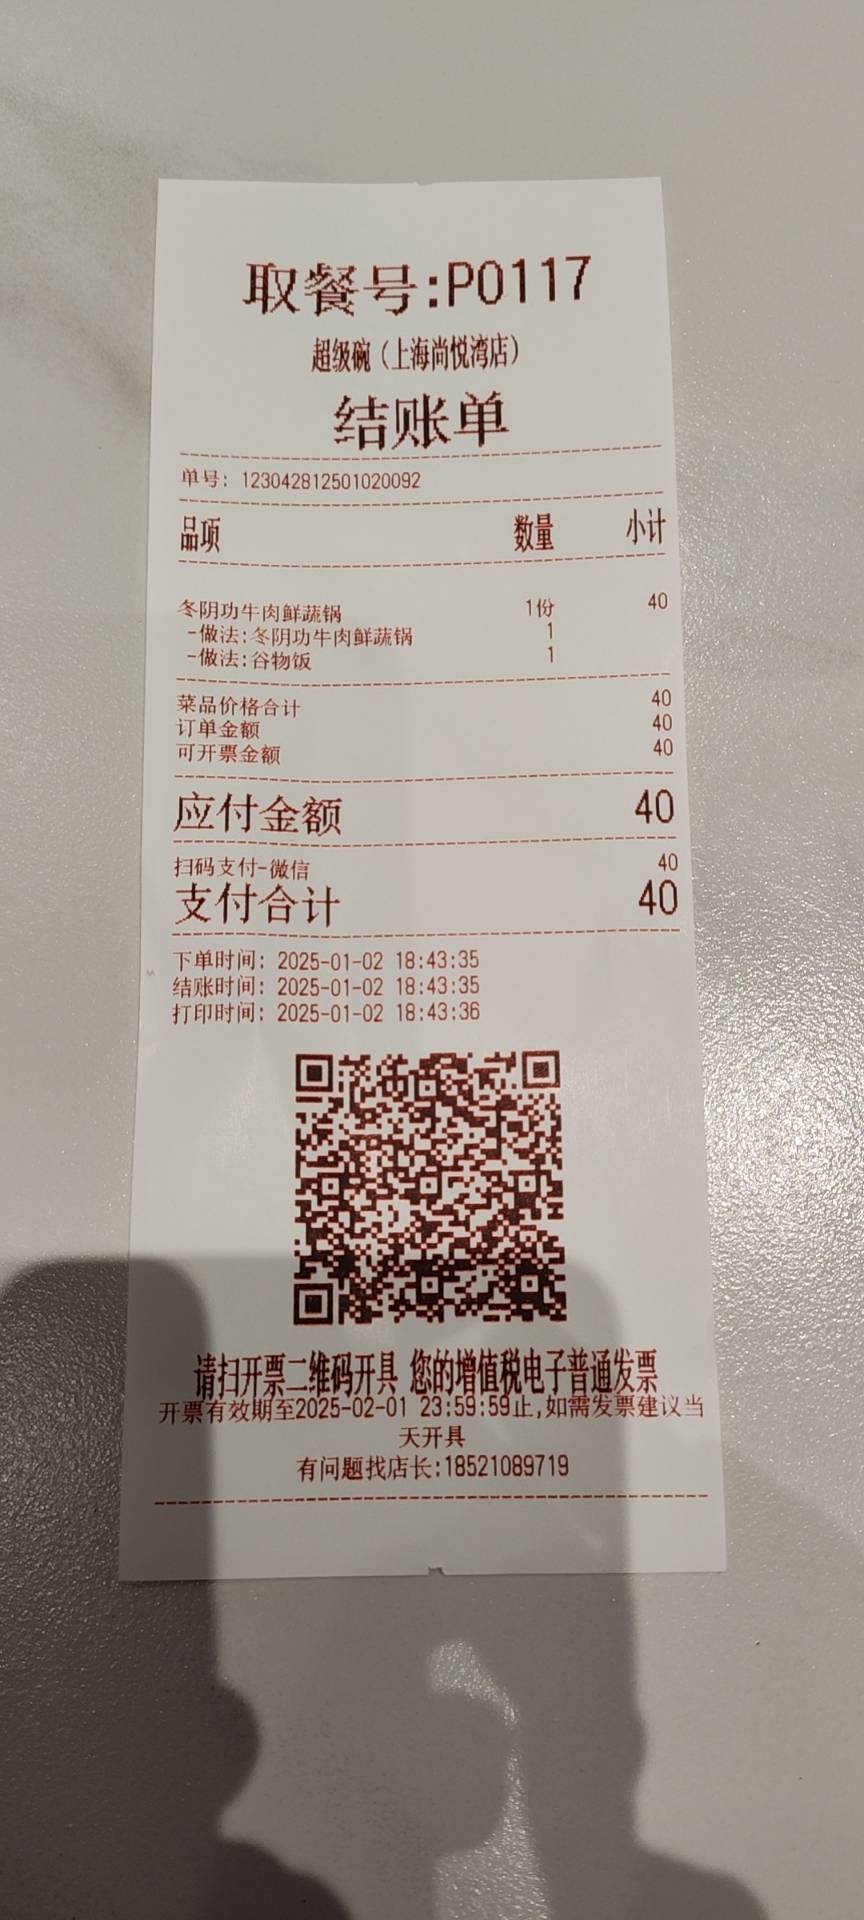 取餐号:P0117
超级碗（上海尚悦湾店）
结账单
单号: 123042812501020092
品项 数量 小计
冬阴功牛肉鲜蔬锅 1份 40
-做法:冬阴功牛肉鲜蔬锅 1
-做法:谷物饭 1
菜品价格合计 40
订单金额 40
可开票金额 40
应付金额 40
扫码支付-微信 40
支付合计 40
下单时间: 2025-01-02 18:43:35
结账时间: 2025-01-02 18:43:35
打印时间: 2025-01-02 18:43:36
请扫开票二维码开具 您的增值税电子普通发票
开票有效期至2025-02-01 23:59:59止,如需发票建议当
天开具
有问题找店长:18521089719